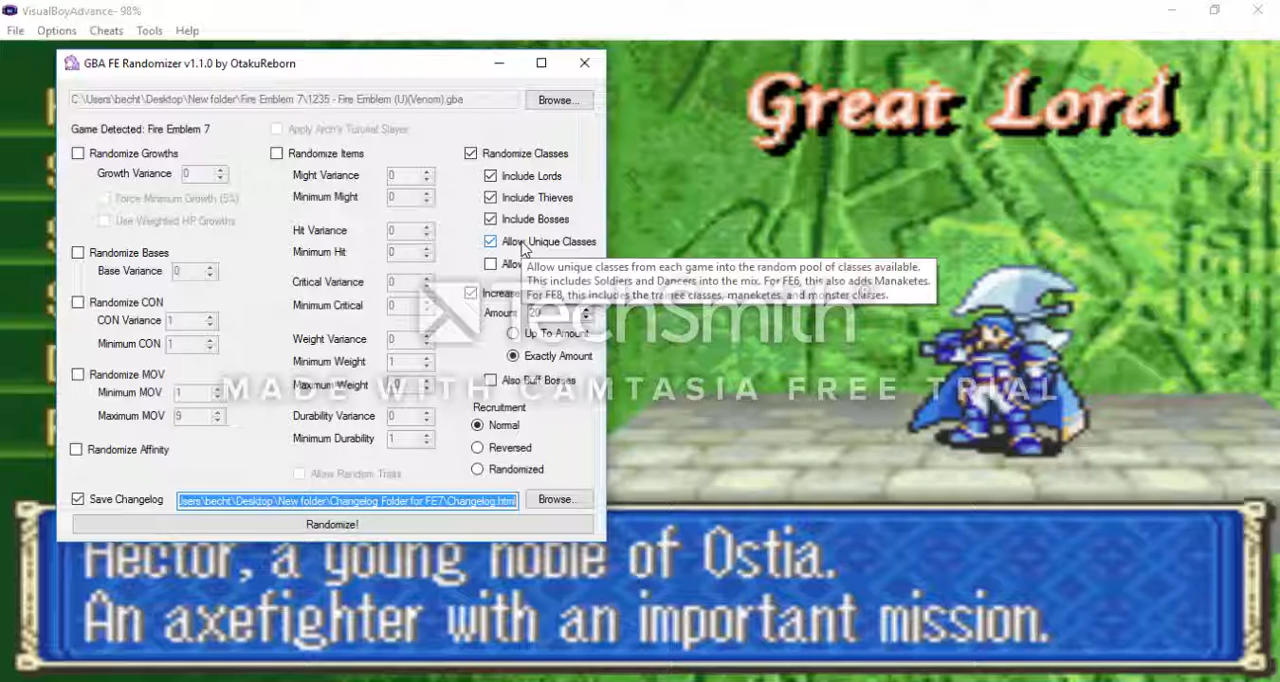 VisualBoyAdvance- 98%
File Options Cheats Tools Help
GBA FE Randomizer v1.1.0 by OtakuReborn
C:\Users\becht\Desktop\New folder\Fire Emblem 7\1235 - Fire Emblem (U)(Venom).gba
Browse...
Game Detected: Fire Emblem 7
Apply Arch's Tutorial Slayer
Randomize Growths
Growth Variance 0
Force Minimum Growth (5%)
Use Weighted HP Growths
Randomize Bases
Base Variance 0
Randomize CON
CON Variance 1
Minimum CON 1
Randomize MOV
Minimum MOV 1
Maximum MOV 9
Randomize Affinity
Randomize Items
Might Variance 0
Minimum Might 0
Hit Variance 0
Minimum Hit 0
Critical Variance 0
Minimum Critical 0
Weight Variance 0
Minimum Weight 1
Maximum Weight
Durability Variance 0
Minimum Durability 1
Allow Random Traits
Randomize Classes
Include Lords
Include Thieves
Include Bosses
Allow Unique Classes
Allow unique classes from each game into the random pool of classes available.
This includes Soldiers and Dancers into the mix. For FE6, this also adds Manaketes.
For FE8, this includes the trainee classes, maneketes, and monster classes.
Increase
Amount 20
Up To Amount
Exactly Amount
Also Buff Bosses
Recruitment
Normal
Reversed
Randomized
Save Changelog
Jsers\becht\Desktop\New folder\Changelog Folder for FE7\Changelog.html
Browse...
Randomize!
Great Lord
TechSmith
MADE WITH CAMTASIA FREE TRIAL
Hector, a young noble of Ostia.
An axefighter with an important mission.